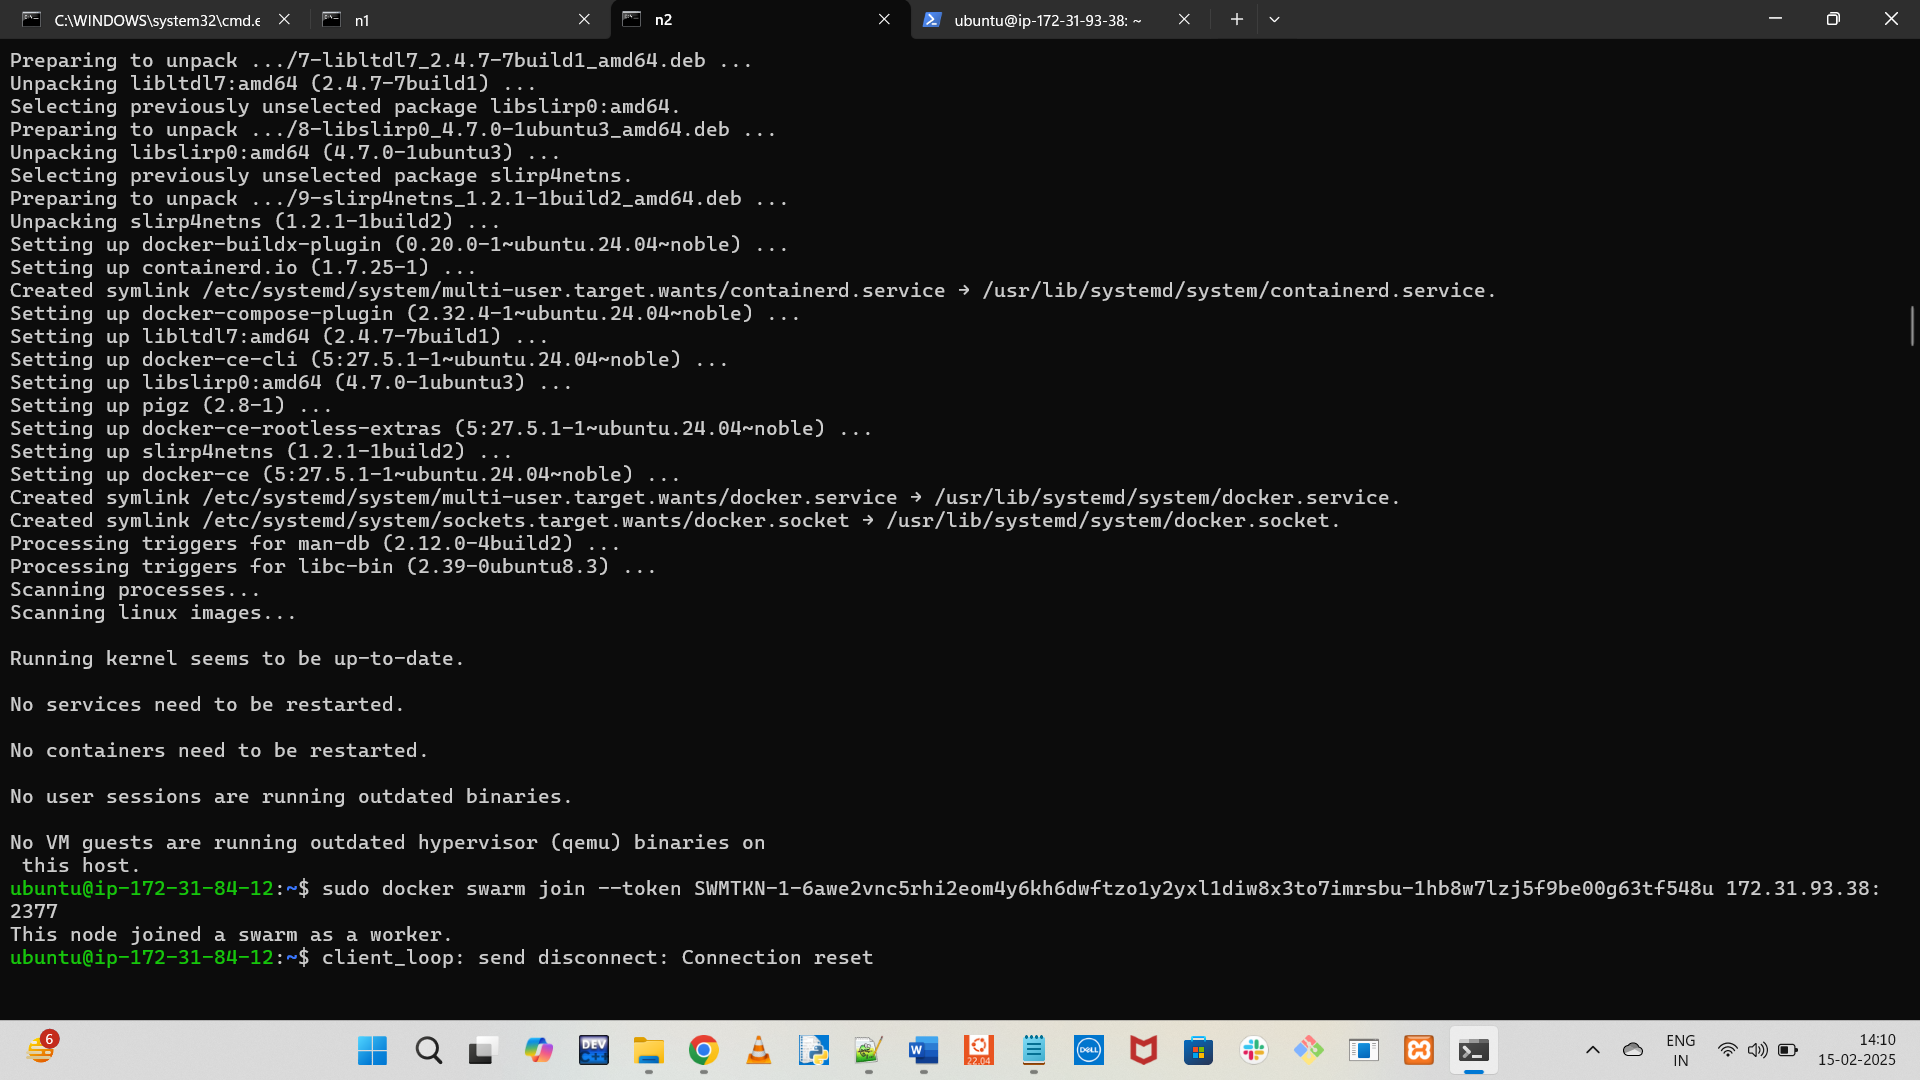 C:\WINDOWS\system32\cmd.e
n1
n2
ubuntu@ip-172-31-93-38: ~
Preparing to unpack .../7-libltdl7_2.4.7-7build1_amd64.deb ...
Unpacking libltdl7:amd64 (2.4.7-7build1) ...
Selecting previously unselected package libslirp0:amd64.
Preparing to unpack .../8-libslirp0_4.7.0-1ubuntu3_amd64.deb ...
Unpacking libslirp0:amd64 (4.7.0-1ubuntu3) ...
Selecting previously unselected package slirp4netns.
Preparing to unpack .../9-slirp4netns_1.2.1-1build2_amd64.deb ...
Unpacking slirp4netns (1.2.1-1build2) ...
Setting up docker-buildx-plugin (0.20.0-1~ubuntu.24.04~noble) ...
Setting up containerd.io (1.7.25-1) ...
Created symlink /etc/systemd/system/multi-user.target.wants/containerd.service → /usr/lib/systemd/system/containerd.service.
Setting up docker-compose-plugin (2.32.4-1~ubuntu.24.04~noble) ...
Setting up libltdl7:amd64 (2.4.7-7build1) ...
Setting up docker-ce-cli (5:27.5.1-1~ubuntu.24.04~noble) ...
Setting up libslirp0:amd64 (4.7.0-1ubuntu3) ...
Setting up pigz (2.8-1) ...
Setting up docker-ce-rootless-extras (5:27.5.1-1~ubuntu.24.04~noble) ...
Setting up slirp4netns (1.2.1-1build2) ...
Setting up docker-ce (5:27.5.1-1~ubuntu.24.04~noble) ...
Created symlink /etc/systemd/system/multi-user.target.wants/docker.service → /usr/lib/systemd/system/docker.service.
Created symlink /etc/systemd/system/sockets.target.wants/docker.socket → /usr/lib/systemd/system/docker.socket.
Processing triggers for man-db (2.12.0-4build2) ...
Processing triggers for libc-bin (2.39-0ubuntu8.3) ...
Scanning processes...
Scanning linux images...
Running kernel seems to be up-to-date.
No services need to be restarted.
No containers need to be restarted.
No user sessions are running outdated binaries.
No VM guests are running outdated hypervisor (qemu) binaries on
 this host.
ubuntu@ip-172-31-84-12:~$ sudo docker swarm join --token SWMTKN-1-6awe2vnc5rhi2eom4y6kh6dwftzo1y2yxl1diw8x3to7imrsbu-1hb8w7lzj5f9be00g63tf548u 172.31.93.38:
2377
This node joined a swarm as a worker.
ubuntu@ip-172-31-84-12:~$ client_loop: send disconnect: Connection reset
6
DEV
C++
W
22.04
DELL
ENG
IN
14:10
15-02-2025